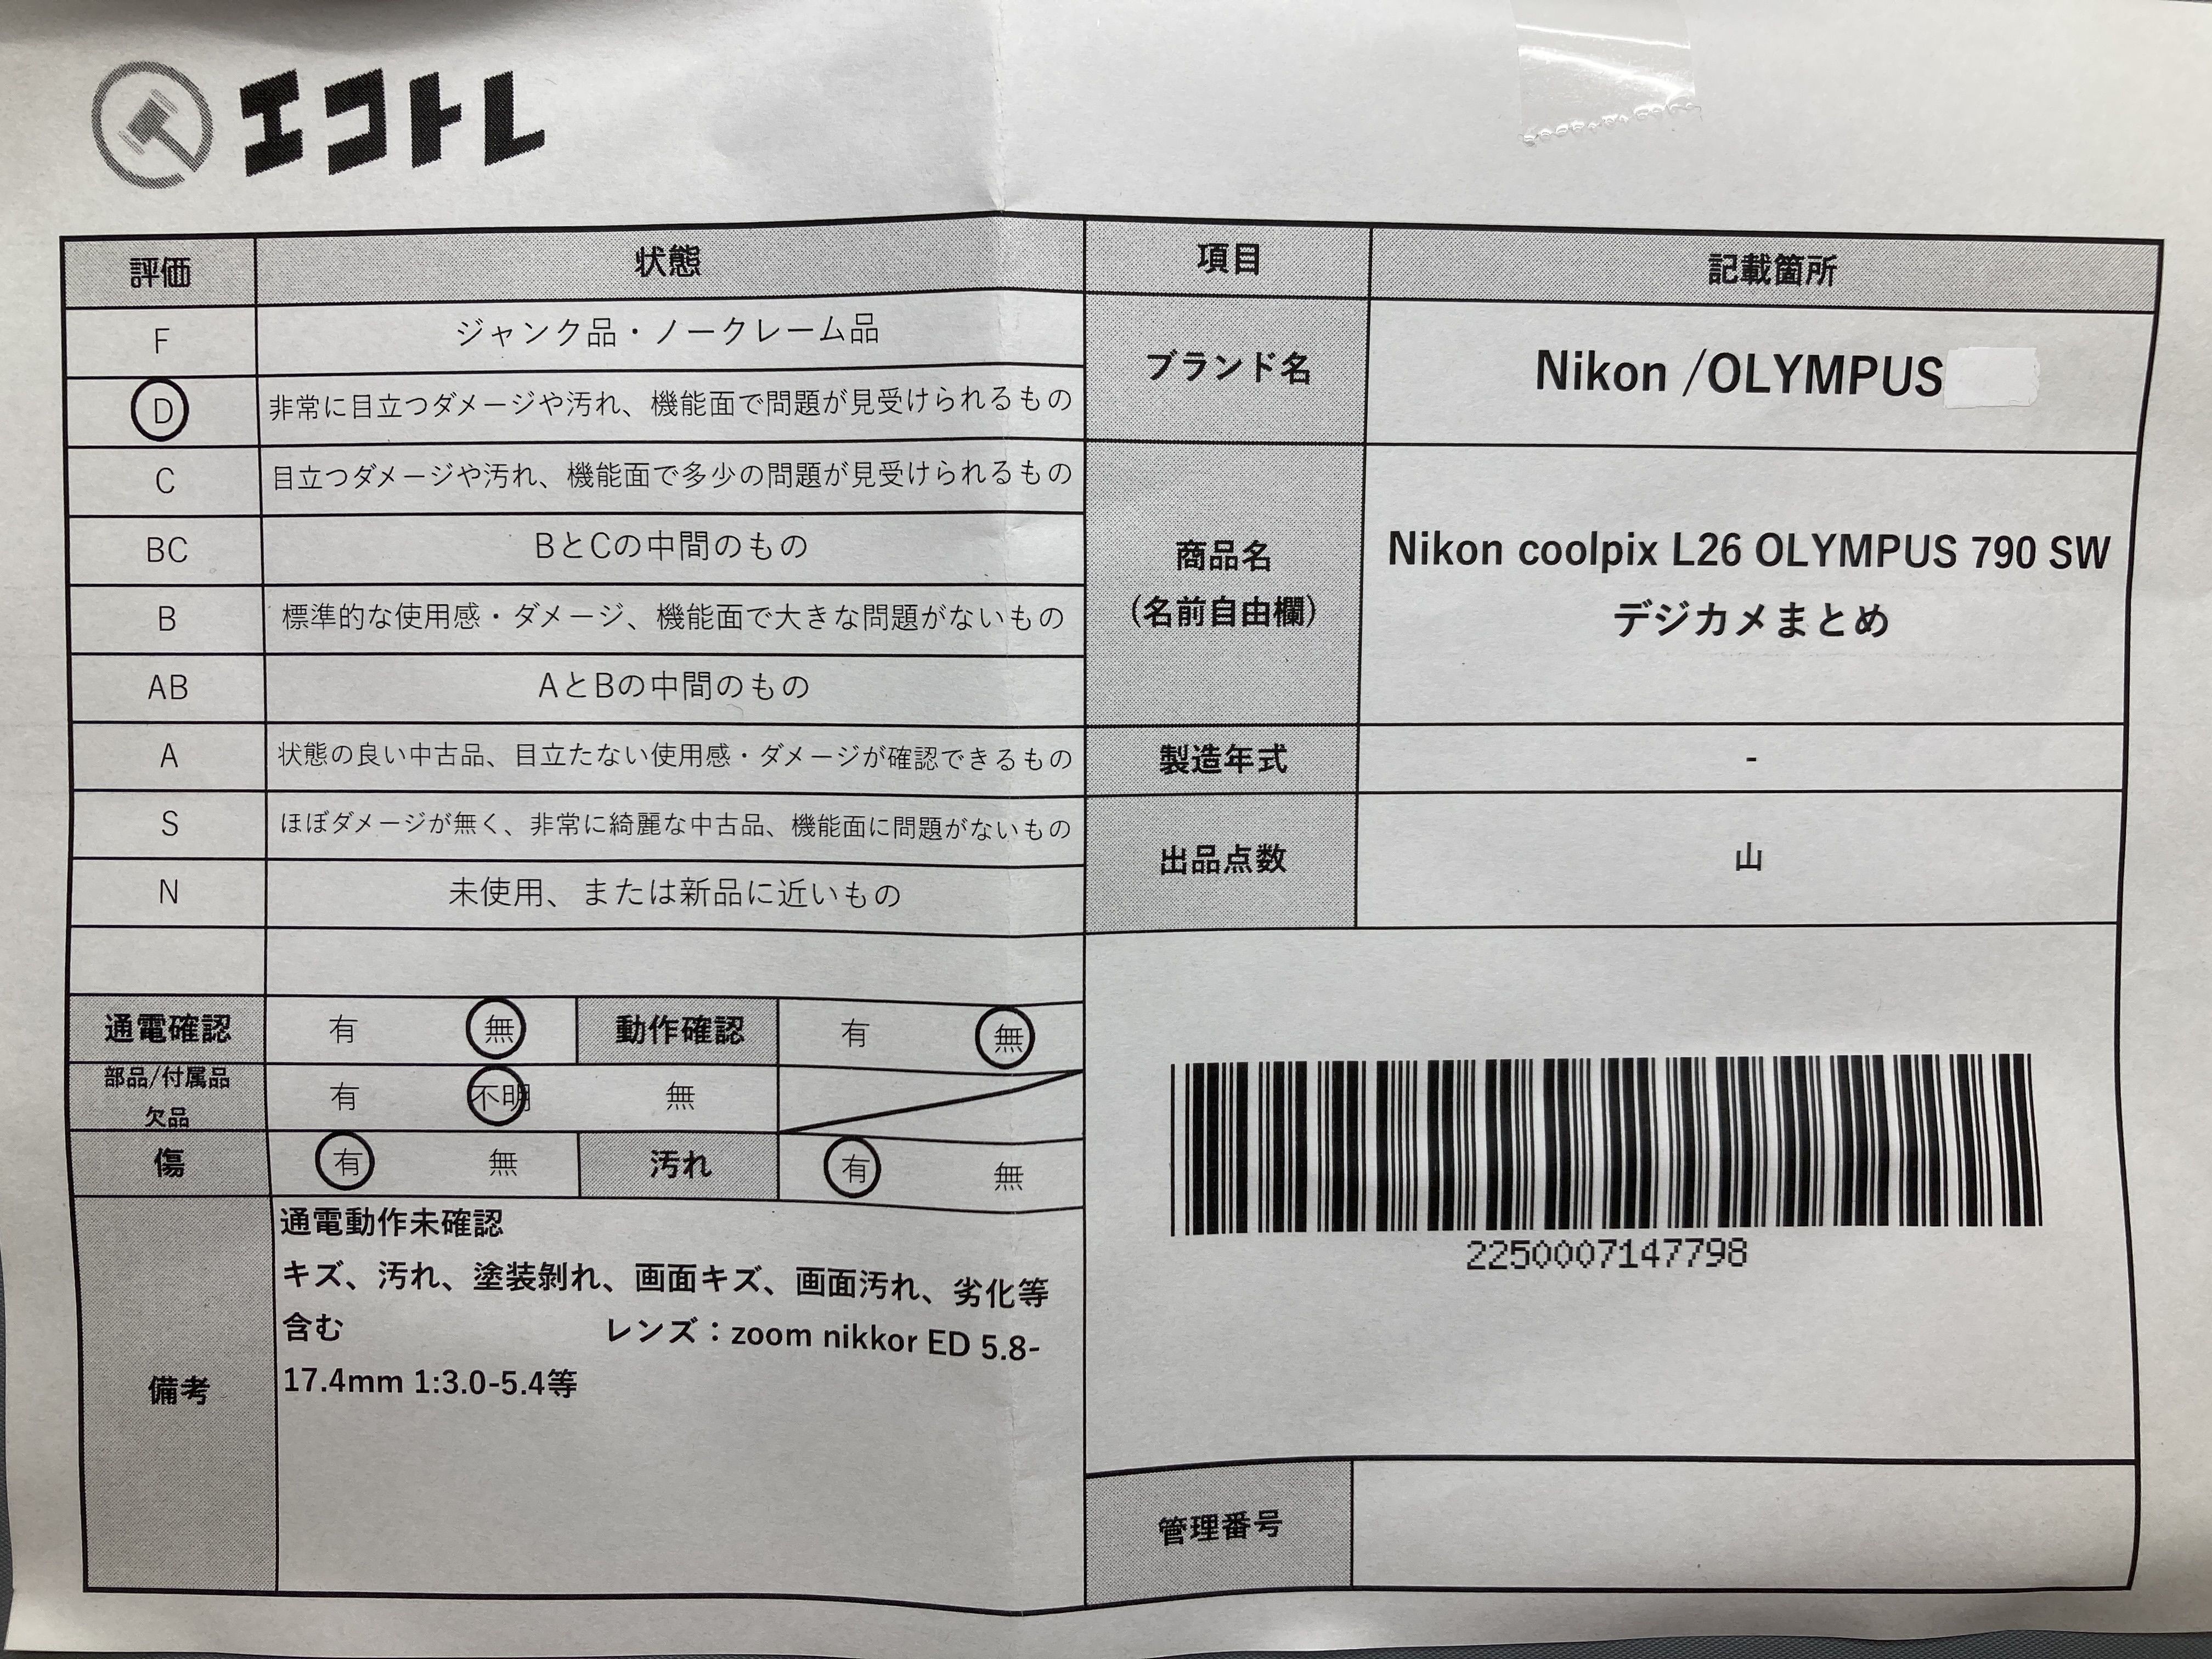 エコトレ
評価 状態
F ジャンク品・ノークレーム品
D 非常に目立つダメージや汚れ、機能面で問題が見受けられるもの
C 目立つダメージや汚れ、機能面で多少の問題が見受けられるもの
BC BとCの中間のもの
B 標準的な使用感・ダメージ、機能面で大きな問題がないもの
AB AとBの中間のもの
A 状態の良い中古品、目立たない使用感・ダメージが確認できるもの
S ほぼダメージが無く、非常に綺麗な中古品、機能面に問題がないもの
N 未使用、または新品に近いもの
通電確認 有 無 動作確認 有 無
部品/付属品
欠品 有 不明 無
傷 有 無 汚れ 有 無
備考
通電動作未確認
キズ、汚れ、塗装剝れ、画面キズ、画面汚れ、劣化等
含む レンズ：zoom nikkor ED 5.8-
17.4mm 1:3.0-5.4等
項目 記載箇所
ブランド名 Nikon /OLYMPUS
商品名
(名前自由欄)
Nikon coolpix L26 OLYMPUS 790 SW
デジカメまとめ
製造年式 -
出品点数 山
2250007147798
管理番号